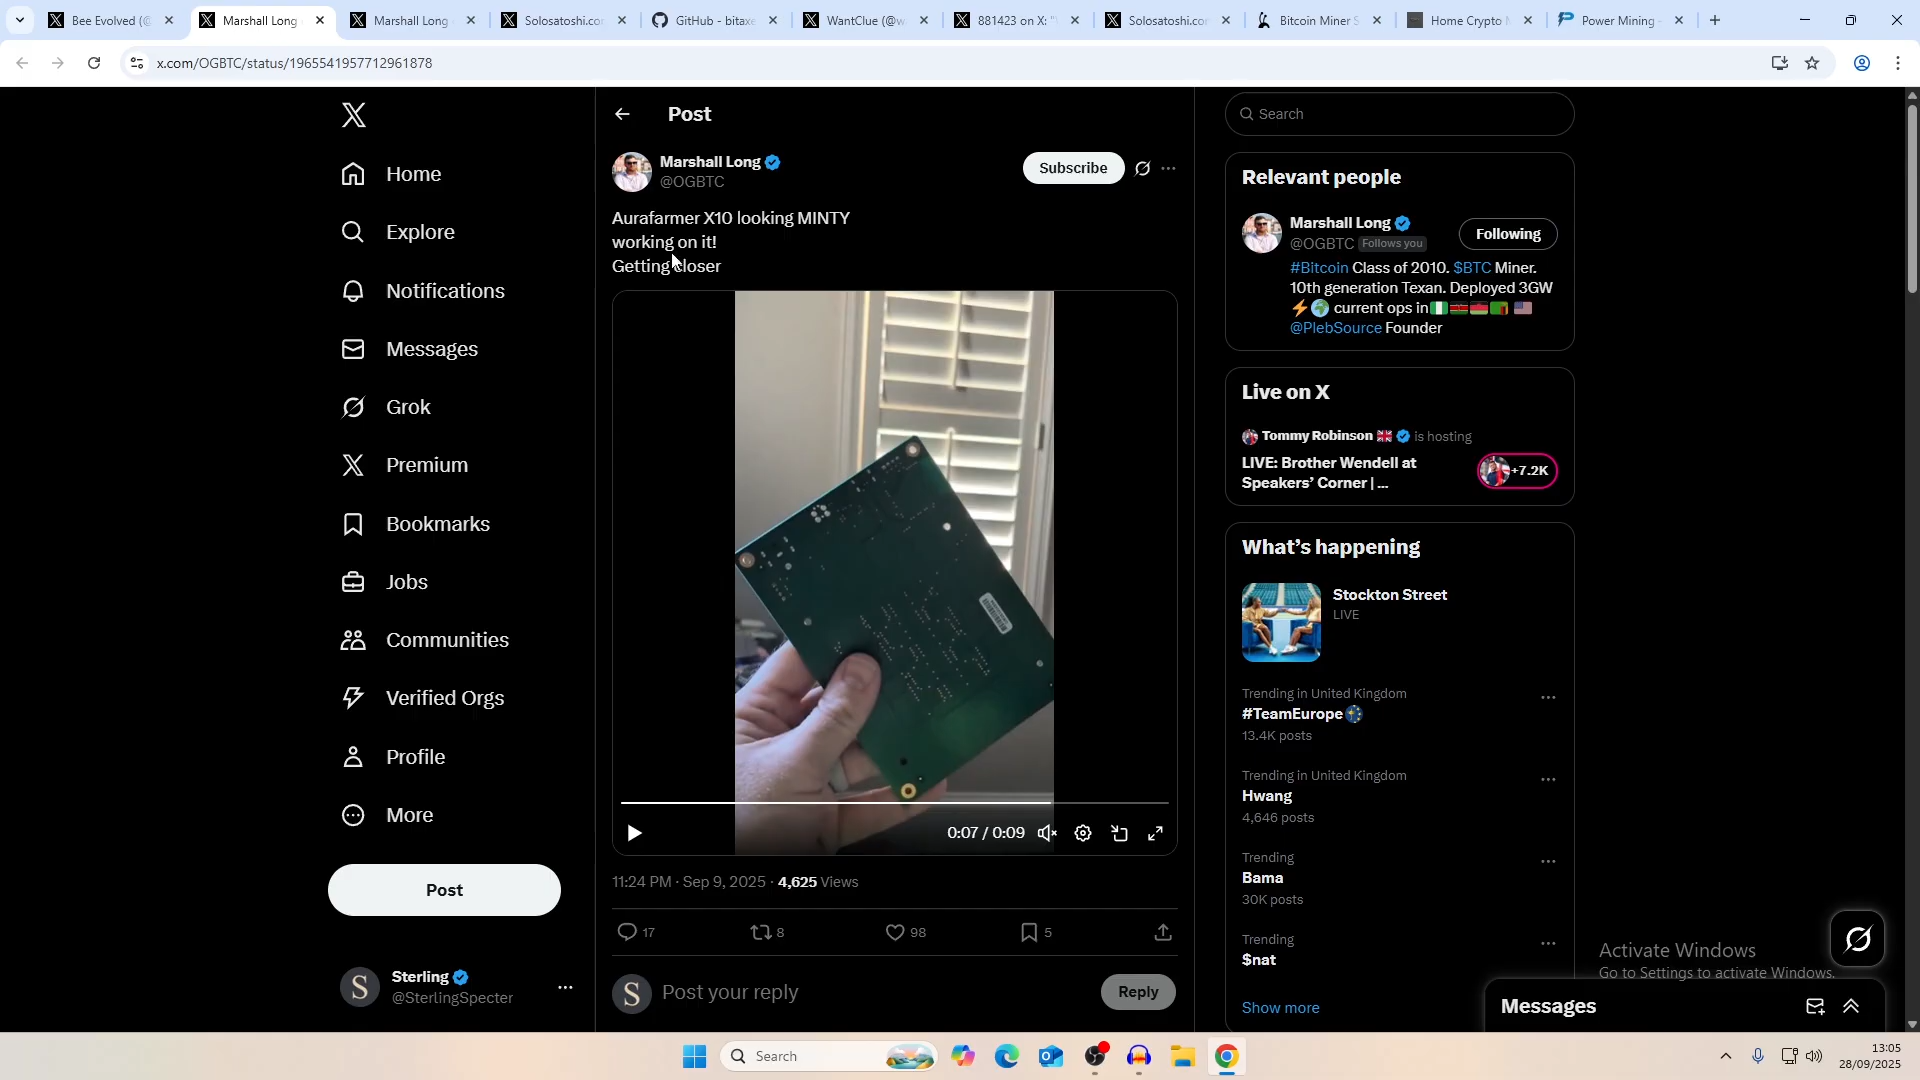 Bee Evolved (@
Marshall Long
Marshall Long
Solosatoshi.co
GitHub - bitaxe
WantClue (@w
881423 on X: "
Solosatoshi.co
Bitcoin Miner S
Home Crypto
Power Mining
x.com/OGBTC/status/1965541957712961878
Home
Explore
Notifications
Messages
Grok
Premium
Bookmarks
Jobs
Communities
Verified Orgs
Profile
More
Post
Sterling
@SterlingSpecter
Post
Marshall Long
@OGBTC
Subscribe
Aurafarmer X10 looking MINTY
working on it!
Getting closer
0:07 / 0:09
11:24 PM · Sep 9, 2025 · 4,625 Views
17
8
98
5
Post your reply
Reply
Search
Relevant people
Marshall Long
@OGBTC Follows you
Following
#Bitcoin Class of 2010. $BTC Miner.
10th generation Texan. Deployed 3GW
current ops in
@PlebSource Founder
Live on X
Tommy Robinson is hosting
LIVE: Brother Wendell at
Speakers' Corner | ...
+7.2K
What's happening
Stockton Street
LIVE
Trending in United Kingdom
#TeamEurope
13.4K posts
Trending in United Kingdom
Hwang
4,646 posts
Trending
Bama
30K posts
Trending
$nat
Show more
Activate Windows
Go to Settings to activate Windows.
Messages
Search
13:05
28/09/2025